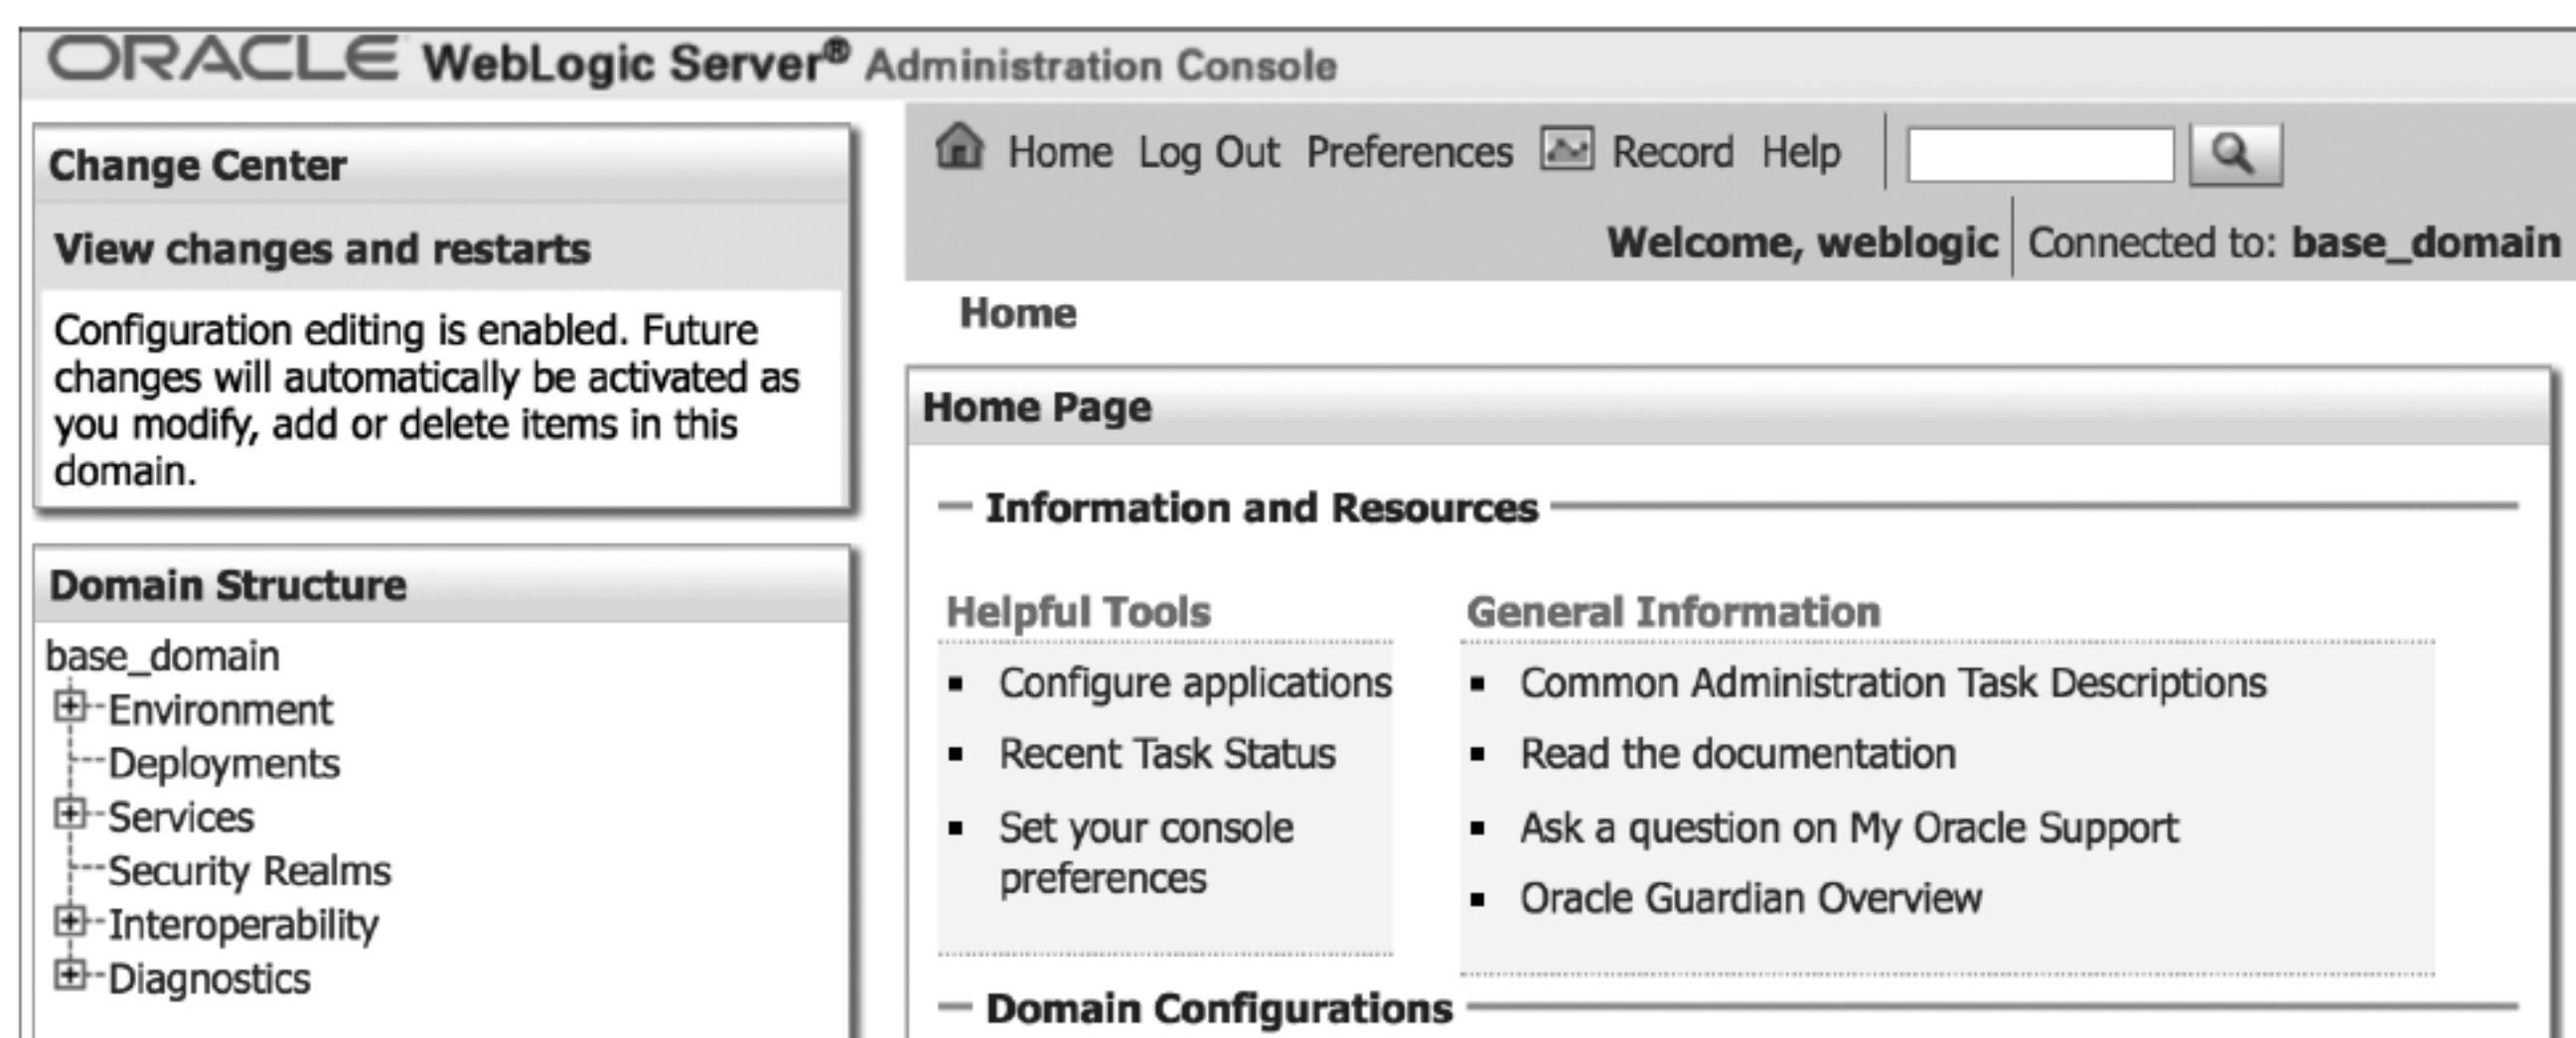 ORACLE WebLogic Server® Administration Console
Change Center
View changes and restarts
Configuration editing is enabled. Future
changes will automatically be activated as
you modify, add or delete items in this
domain.
Domain Structure
base_domain
Environment
Deployments
Services
Security Realms
Interoperability
Diagnostics
Home Log Out Preferences Record Help
Welcome, weblogic Connected to: base_domain
Home
Home Page
Information and Resources
Helpful Tools
Configure applications
Recent Task Status
Set your console
preferences
General Information
Common Administration Task Descriptions
Read the documentation
Ask a question on My Oracle Support
Oracle Guardian Overview
Domain Configurations